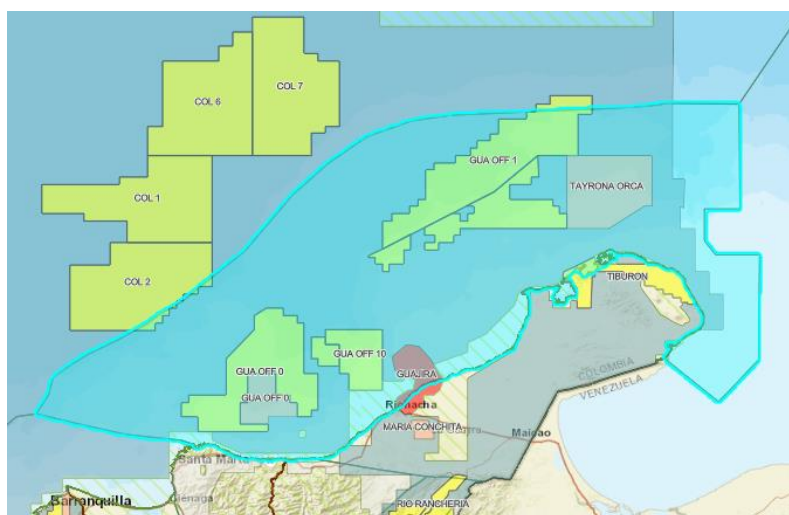 COL 7
COL 6
GUA OFF 1
TAYRONA ORCA
COL 1
COL 2
TIBURON
GUA OFF 10
COLOMBIA
VENEZUELA
GUAJIRA
GUA OFF 0
GUA OFF 0
MARIA CONCHITA
Maicao
Santa Marta
Barranquilla
Cienaga
RIO RANCHERIA